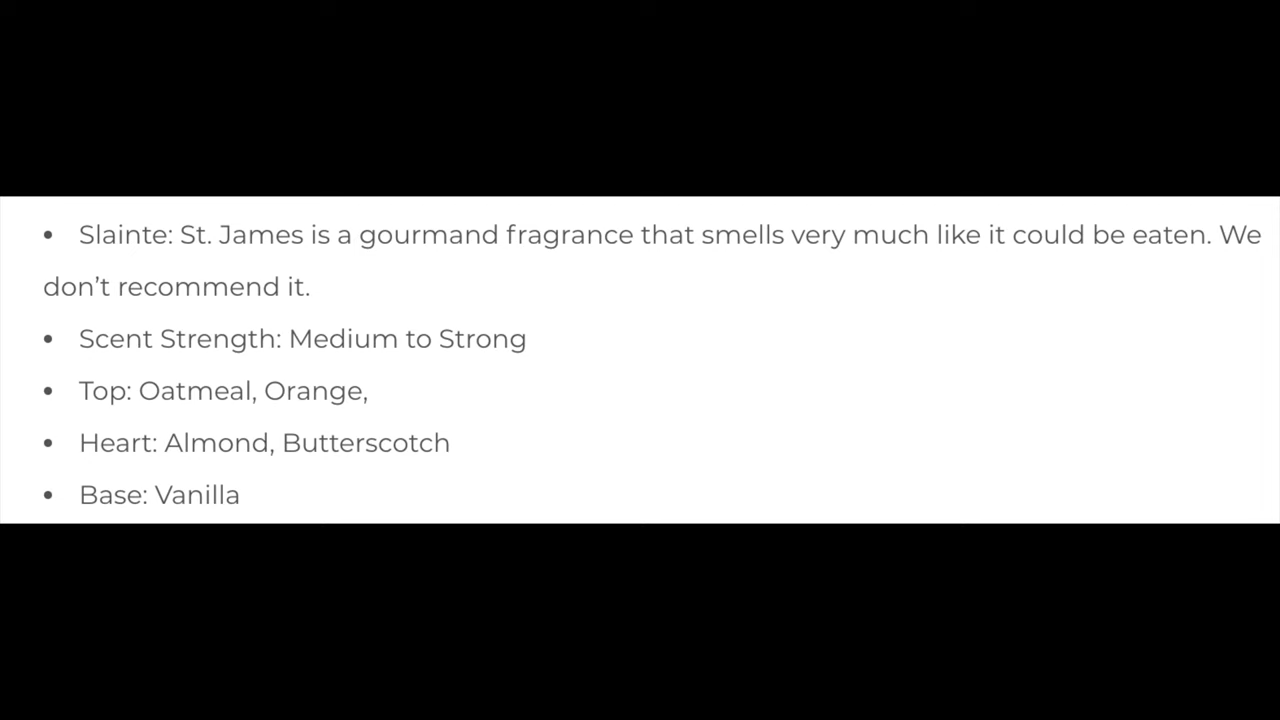 • Slainte: St. James is a gourmand fragrance that smells very much like it could be eaten. We
don’t recommend it.
• Scent Strength: Medium to Strong
• Top: Oatmeal, Orange,
• Heart: Almond, Butterscotch
• Base: Vanilla